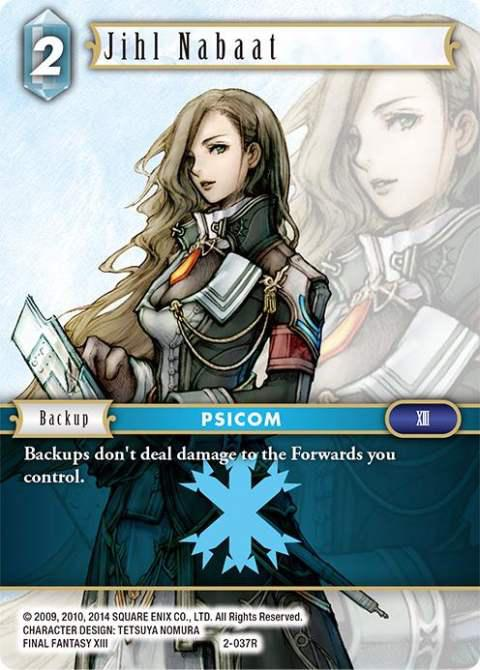 2
Jihl Nabaat
Backup
PSICOM
XIII
Backups don't deal damage to the Forwards you
control.
© 2009, 2010, 2014 SQUARE ENIX CO., LTD. All Rights Reserved.
CHARACTER DESIGN: TETSUYA NOMURA
FINAL FANTASY XIII
2-037R